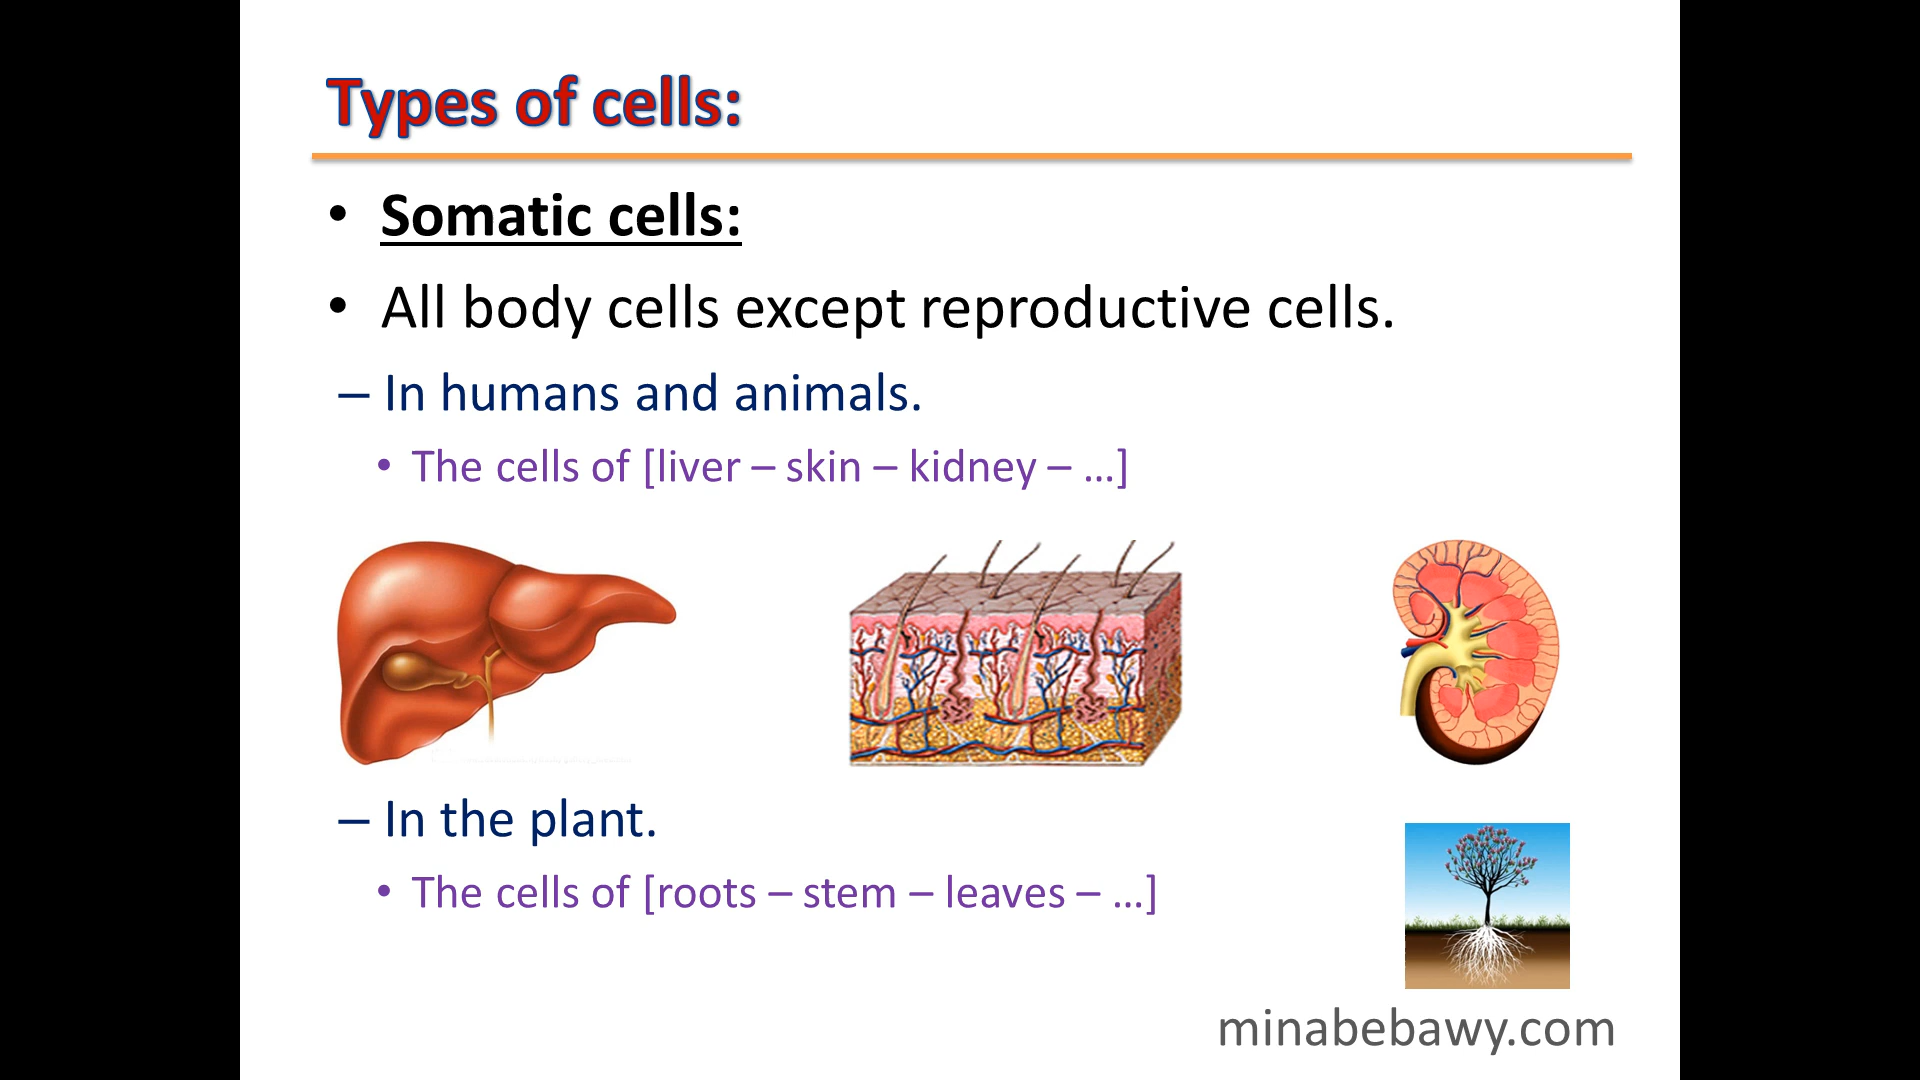 Types of cells:
• Somatic cells:
• All body cells except reproductive cells.
– In humans and animals.
• The cells of [liver – skin – kidney – ...]
– In the plant.
• The cells of [roots – stem – leaves – ...]
minabebawy.com